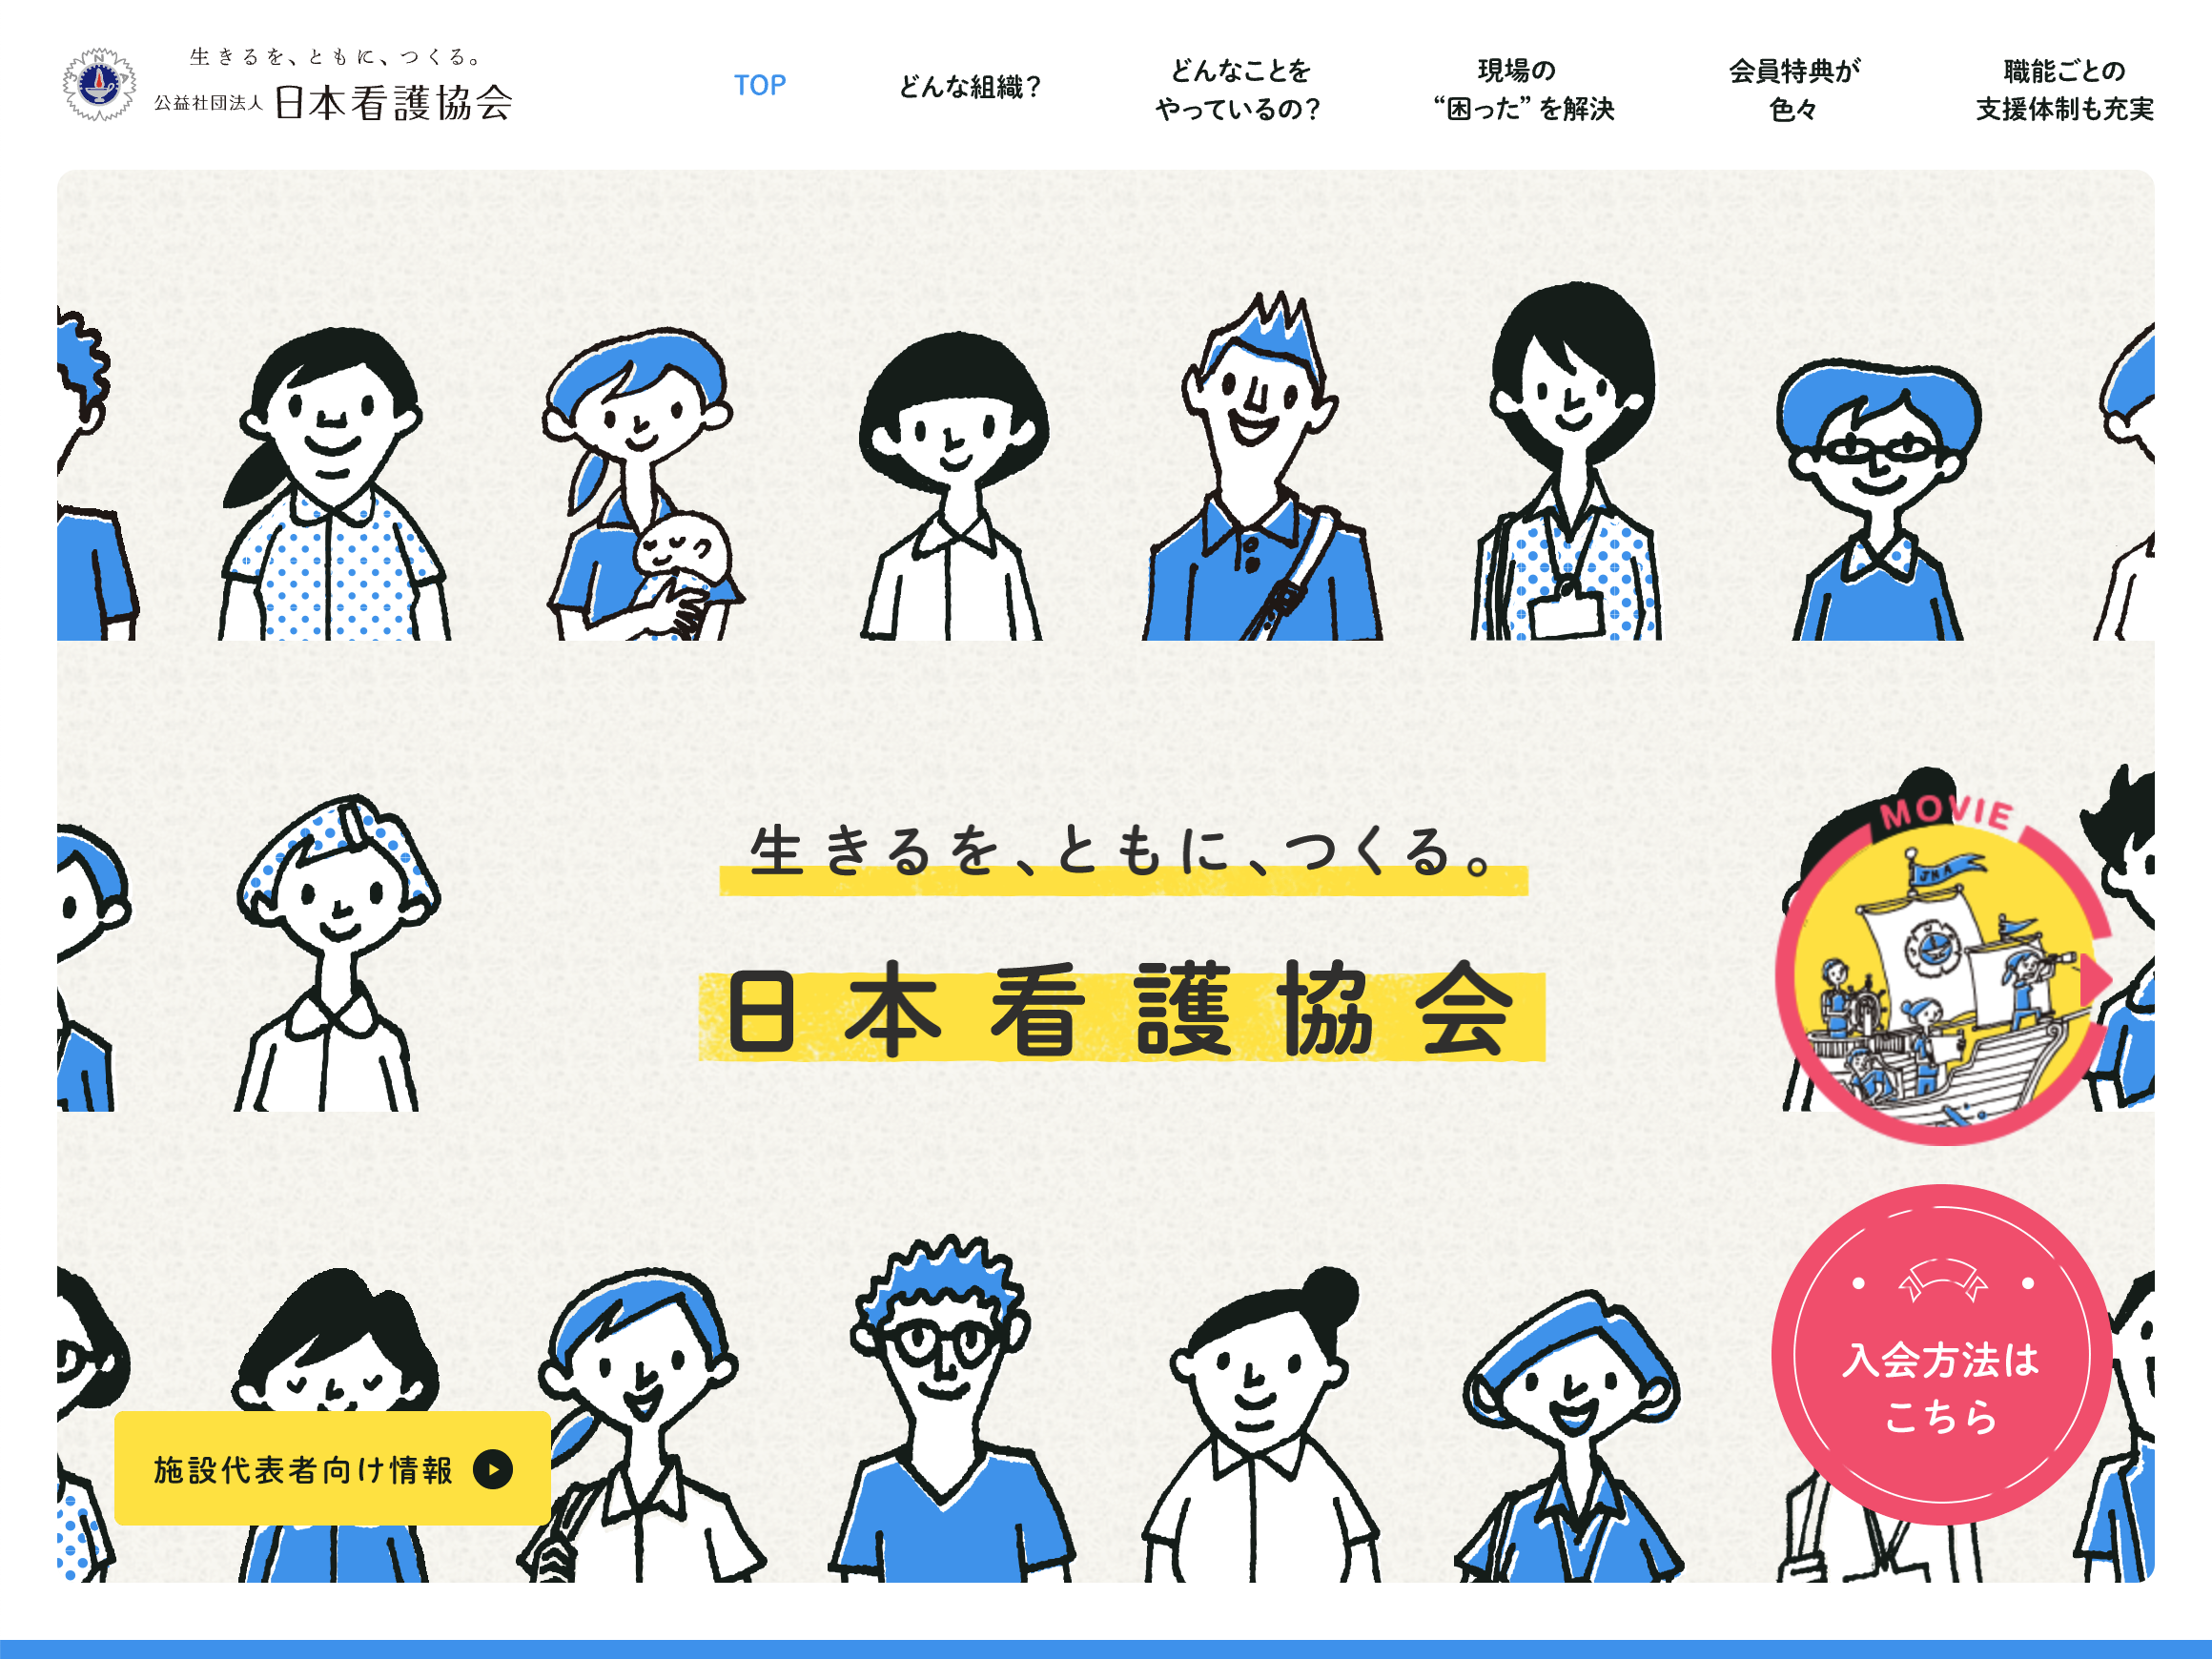 生きるを、ともに、つくる。
公益社団法人 日本看護協会
TOP
どんな組織？
どんなことを
やっているの？
現場の
“困った” を解決
会員特典が
色々
職能ごとの
支援体制も充実
生きるを、ともに、つくる。
日本看護協会
MOVIE
JNA
入会方法は
こちら
施設代表者向け情報